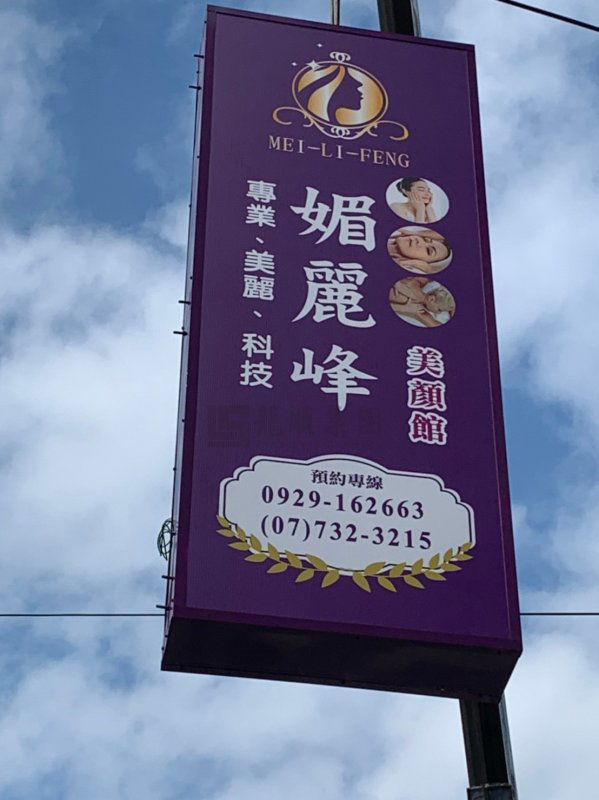 MEI-LI-FENG
媚麗峰
美顏館
專業、美麗、科技
預約專線
0929-162663
(07)732-3215